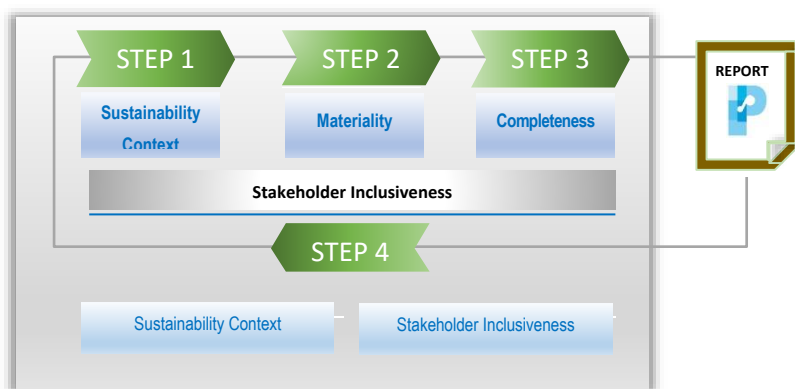 STEP 1
STEP 2
STEP 3
REPORT
Sustainability
Context
Materiality
Completeness
Stakeholder Inclusiveness
STEP 4
Sustainability Context
Stakeholder Inclusiveness